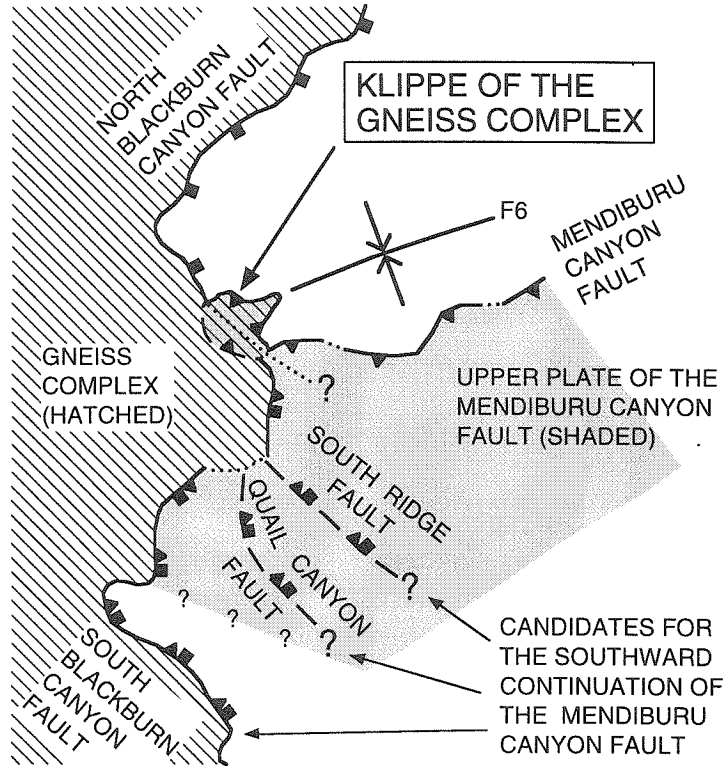 NORTH
BLACKBURN
CANYON FAULT
KLIPPE OF THE
GNEISS COMPLEX
F6
MENDIBURU
CANYON
FAULT
GNEISS
COMPLEX
(HATCHED)
?
UPPER PLATE OF THE
MENDIBURU CANYON
FAULT (SHADED)
SOUTH RIDGE
FAULT
QUAIL CANYON
FAULT
?
?
?
?
?
?
CANDIDATES FOR
THE SOUTHWARD
CONTINUATION OF
THE MENDIBURU
CANYON FAULT
SOUTH
BLACKBURN
CANYON
FAULT